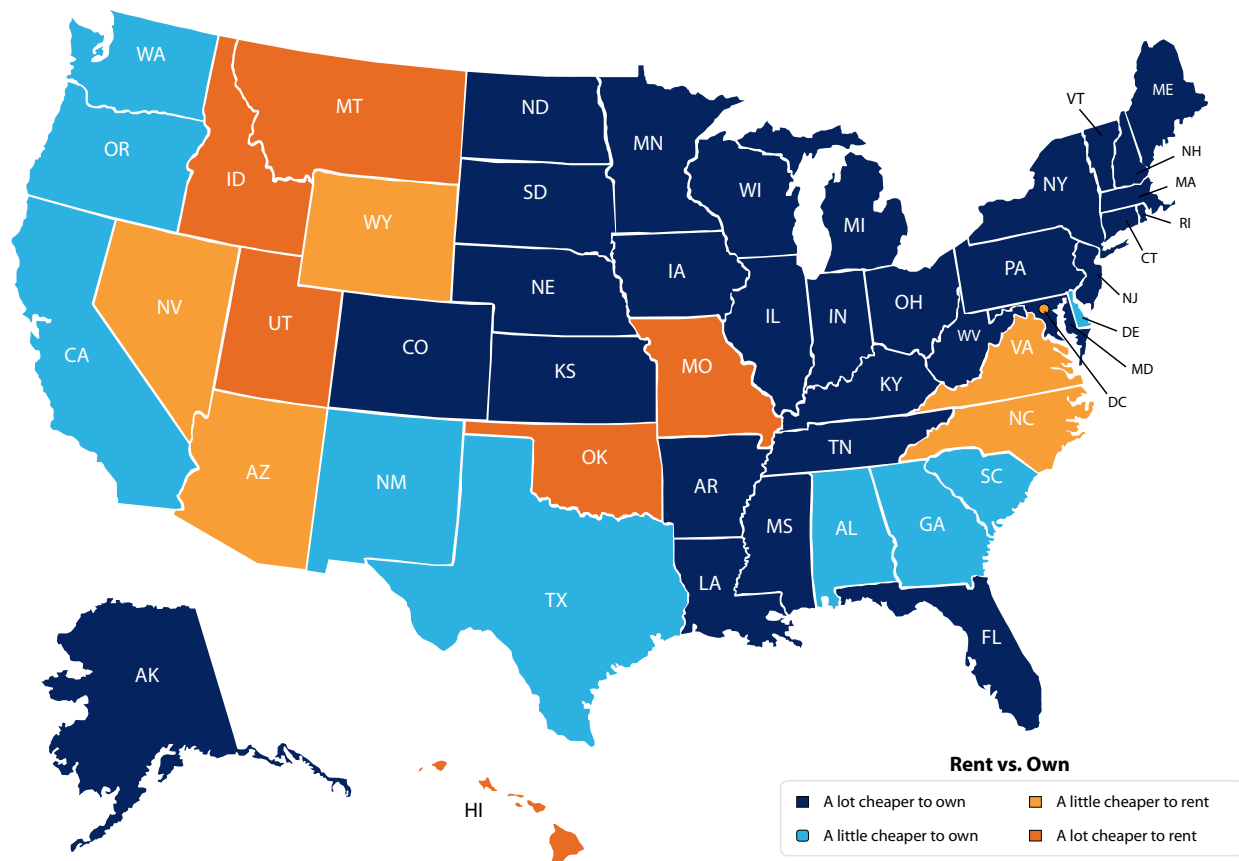 WA
OR
CA
NV
ID
MT
WY
UT
AZ
CO
NM
ND
SD
NE
KS
OK
TX
MN
IA
MO
AR
LA
WI
IL
MI
IN
OH
KY
TN
MS
AL
GA
FL
SC
NC
VA
WV
PA
NY
VT
ME
NH
MA
RI
CT
NJ
DE
MD
DC
AK
HI
Rent vs. Own
A lot cheaper to own
A little cheaper to rent
A little cheaper to own
A lot cheaper to rent